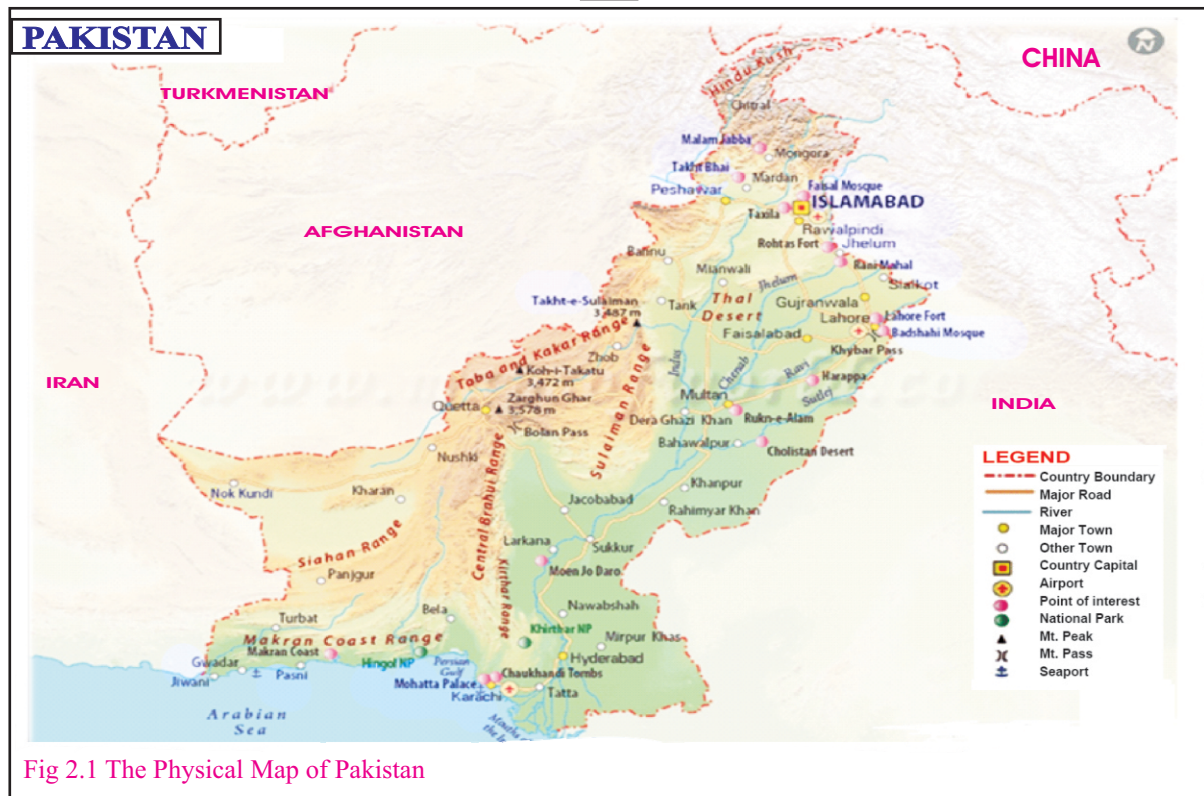 PAKISTAN
N
CHINA
TURKMENISTAN
Hindu Kush
Chitral
Malam Jabba
Mongora
Takht Bhai
Mardan
Peshawar
Faisal Mosque
ISLAMABAD
Taxila
Rawalpindi
AFGHANISTAN
Rohtas Fort
Jhelum
Bannu
Rani Mahal
Mianwali
Jhelum
Sialkot
Takht-e-Sulaiman
3,487 m
Tank
Thal
Desert
Gujranwala
Lahore
Lahore Fort
Faisalabad
Badshahi Mosque
Toba and Kakar Range
Zhob
Khybar Pass
Indus
Chenab
Ravi
IRAN
Koh-i-Takatu
3,472 m
Harappa
Sulaiman Range
Multan
Sutlej
INDIA
Quetta
Zarghun Ghar
3,578 m
Dera Ghazi Khan
Rukn-e-Alam
Bolan Pass
Bahawalpur
Cholistan Desert
Nushki
Central Brahui Range
Nok Kundi
Kharan
Khanpur
Jacobabad
Rahimyar Khan
Siahan Range
Larkana
Sukkur
Kirthar Range
Moen Jo Daro
Panjgur
Nawabshah
Turbat
Bela
Makran Coast Range
Khirthar NP
Mirpur Khas
Makran Coast
Hingol NP
Hyderabad
Gwadar
Persian
Gulf
Chaukhandi Tombs
Jiwani
Pasni
Mohatta Palace
Karachi
Tatta
Arabian
Sea
Mouths of
LEGEND
Country Boundary
Major Road
River
Major Town
Other Town
Country Capital
Airport
Point of interest
National Park
Mt. Peak
Mt. Pass
Seaport
Fig 2.1 The Physical Map of Pakistan